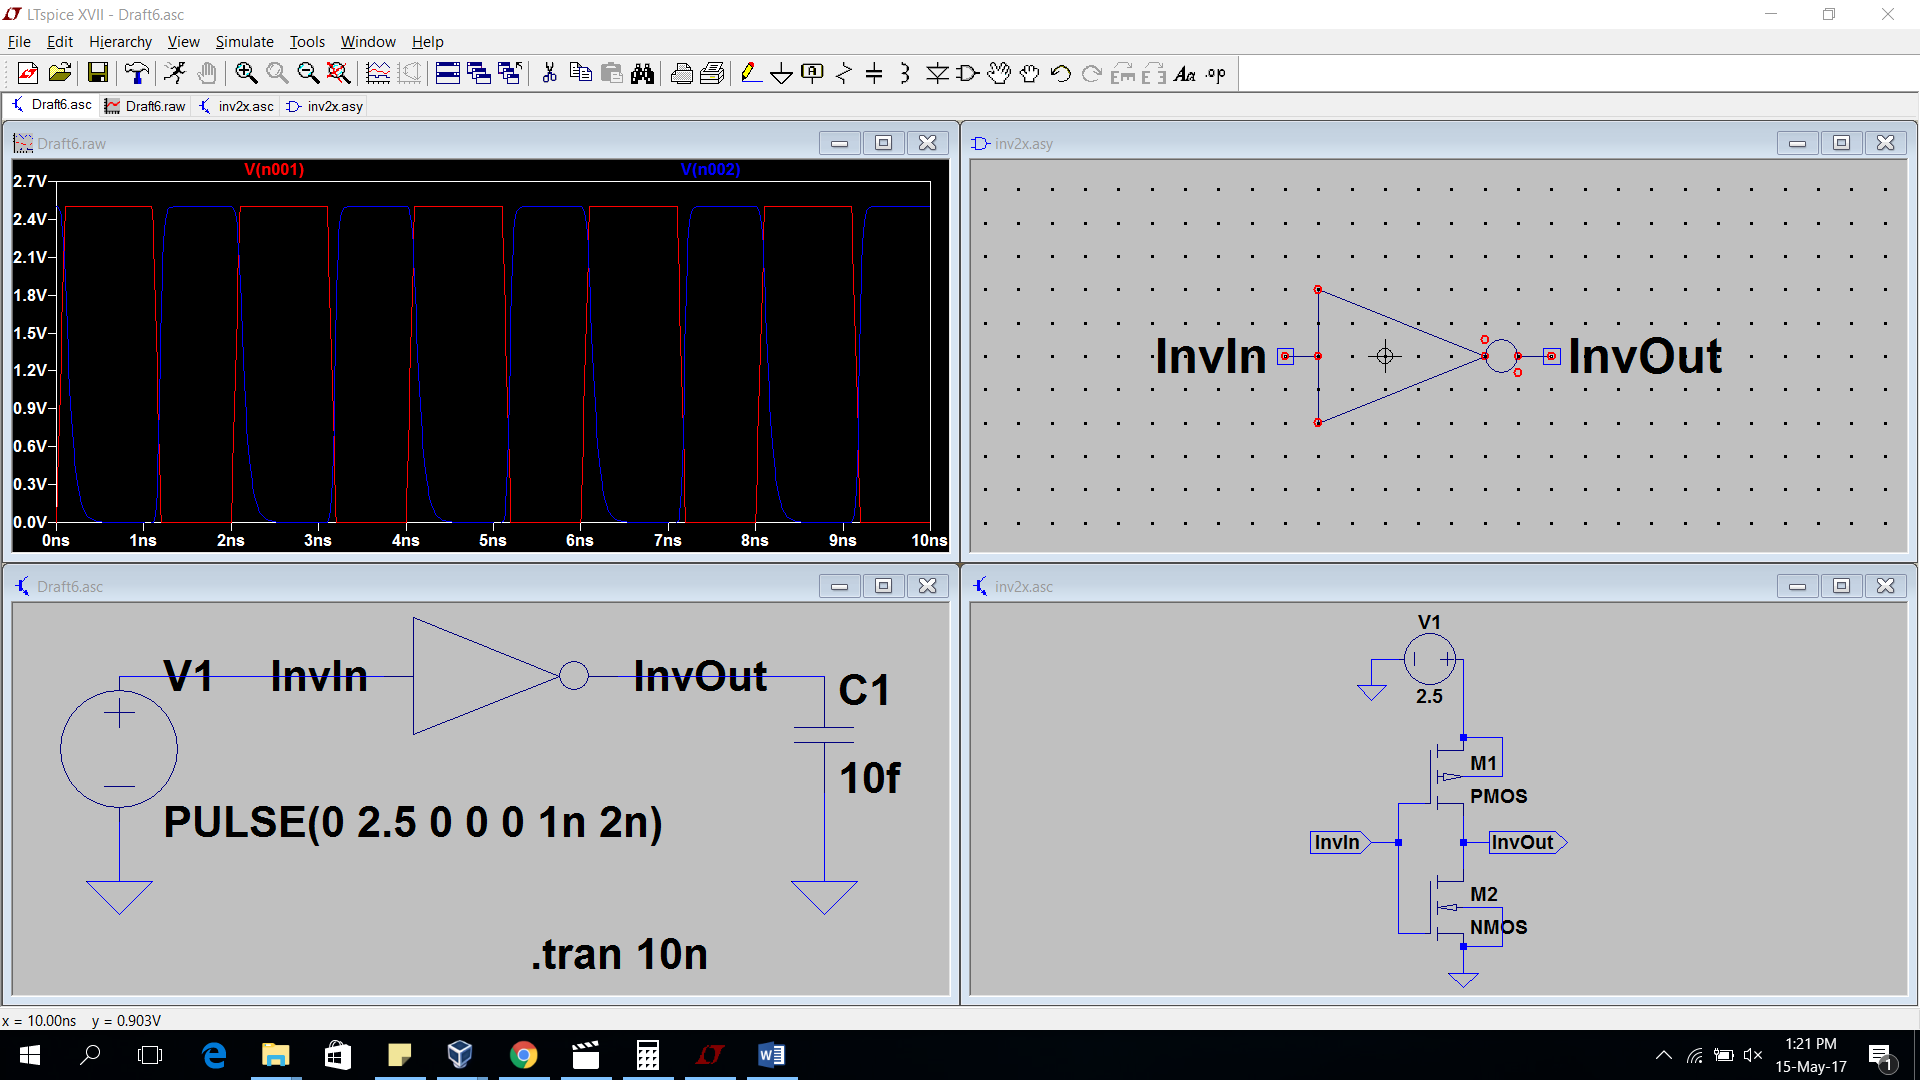 LTspice XVII - Draft6.asc
File Edit Hierarchy View Simulate Tools Window Help
Aa .op
Draft6.asc Draft6.raw inv2x.asc inv2x.asy
Draft6.raw
V(n001) V(n002)
2.7V
2.4V
2.1V
1.8V
1.5V
1.2V
0.9V
0.6V
0.3V
0.0V
0ns 1ns 2ns 3ns 4ns 5ns 6ns 7ns 8ns 9ns 10ns
inv2x.asy
InvIn InvOut
Draft6.asc
V1 InvIn InvOut
C1
10f
PULSE(0 2.5 0 0 0 1n 2n)
.tran 10n
inv2x.asc
V1
2.5
M1
PMOS
InvIn InvOut
M2
NMOS
x = 10.00ns y = 0.903V
1:21 PM
15-May-17
1